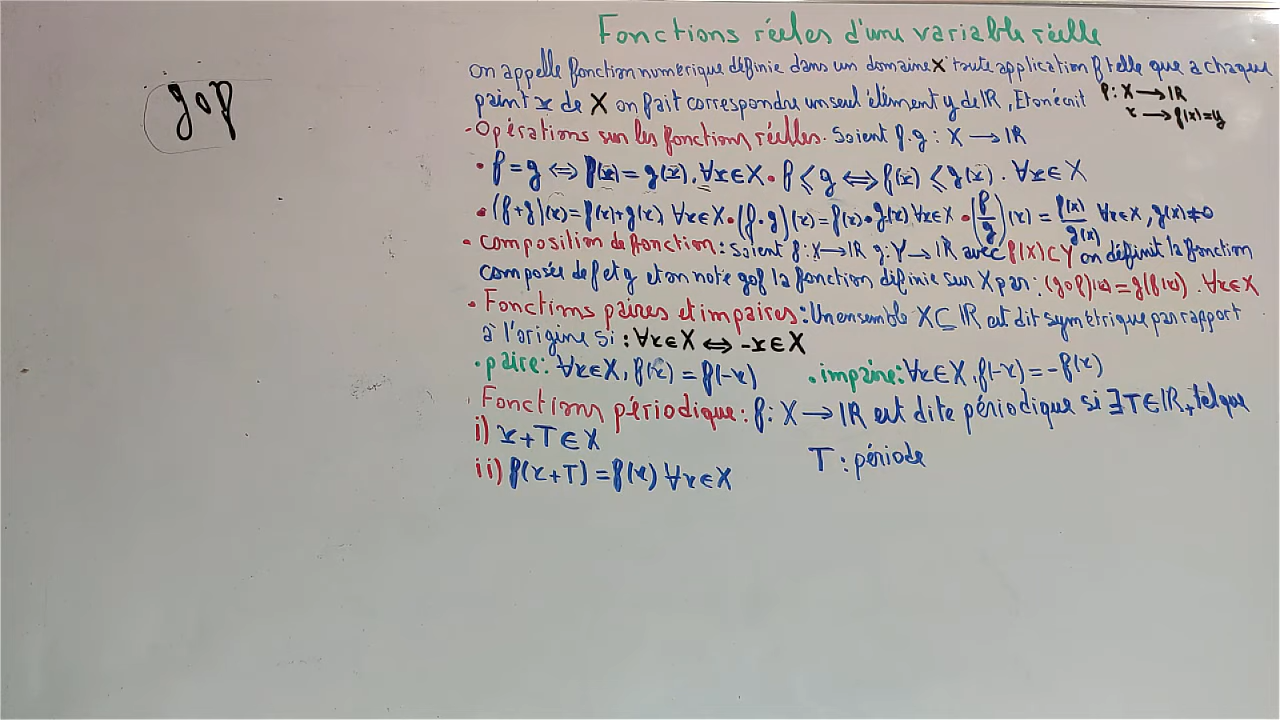 gof
Fonctions réeles d'une variable réelle
on appelle fonction numerique définie dans un domaine X toute application f telle que a chaque
paint x de X on fait correspondre un seul élément y de IR, Et on écrit f: X → IR
x → f(x)=y
• Opérations sur les fonctions réelles. Soient f.g : X → IR
• f = g ⇔ f(x) = g(x). ∀x∈X • f ⩽ g ⇔ f(x) ⩽ g(x). ∀x∈X
• (f+g)(x) = f(x)+g(x), ∀x∈X • (f•g)(x) = f(x)•g(x) ∀x∈X • (f/g)(x) = f(x)/g(x) ∀x∈X, g(x)≠0
• composition de fonction : soient f: X → IR g: Y → IR avec f(X)⊂Y on définit la fonction
composée de f et g et on note gof la fonction définie sur X par : (gof)(x) = g(f(x)). ∀x∈X
• Fonctions paires et impaires : Un ensemble X⊆IR est dit symétrique par rapport
à l'origine si : ∀x∈X ⇔ -x∈X
• paire: ∀x∈X, f(x) = f(-x) • impaire: ∀x∈X, f(-x) = -f(x)
• Fonctions périodique: f: X → IR est dite périodique si ∃T∈IR+ tel que
i) x+T∈X
T : période
ii) f(x+T) = f(x) ∀x∈X